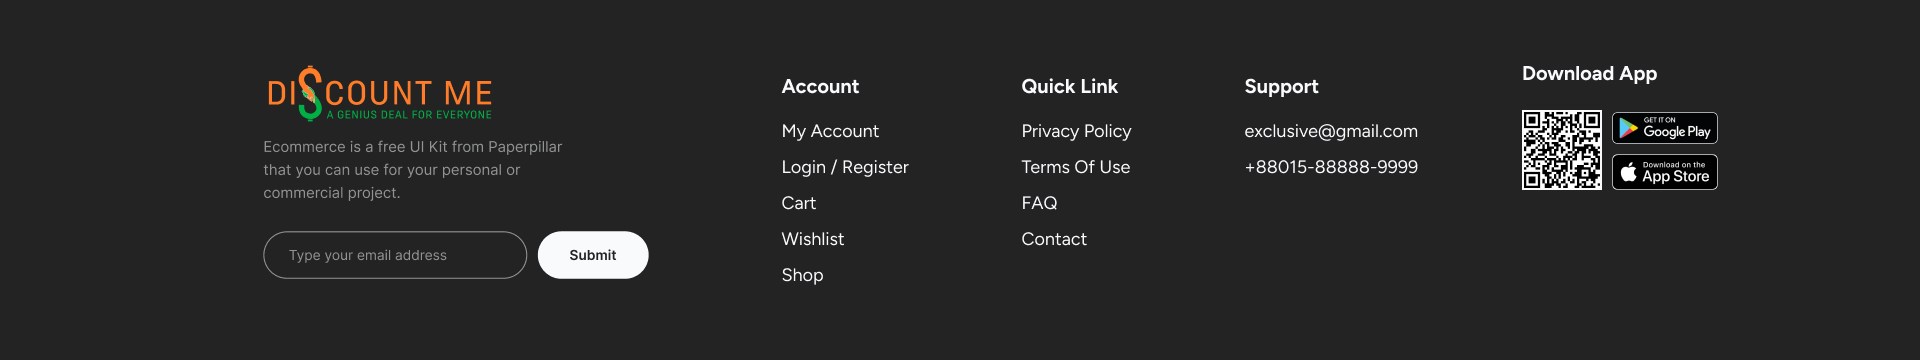 DISCOUNT ME
A GENIUS DEAL FOR EVERYONE
Ecommerce is a free UI Kit from Paperpillar
that you can use for your personal or
commercial project.
Type your email address
Submit
Account
My Account
Login / Register
Cart
Wishlist
Shop
Quick Link
Privacy Policy
Terms Of Use
FAQ
Contact
Support
exclusive@gmail.com
+88015-88888-9999
Download App
GET IT ON
Google Play
Download on the
App Store